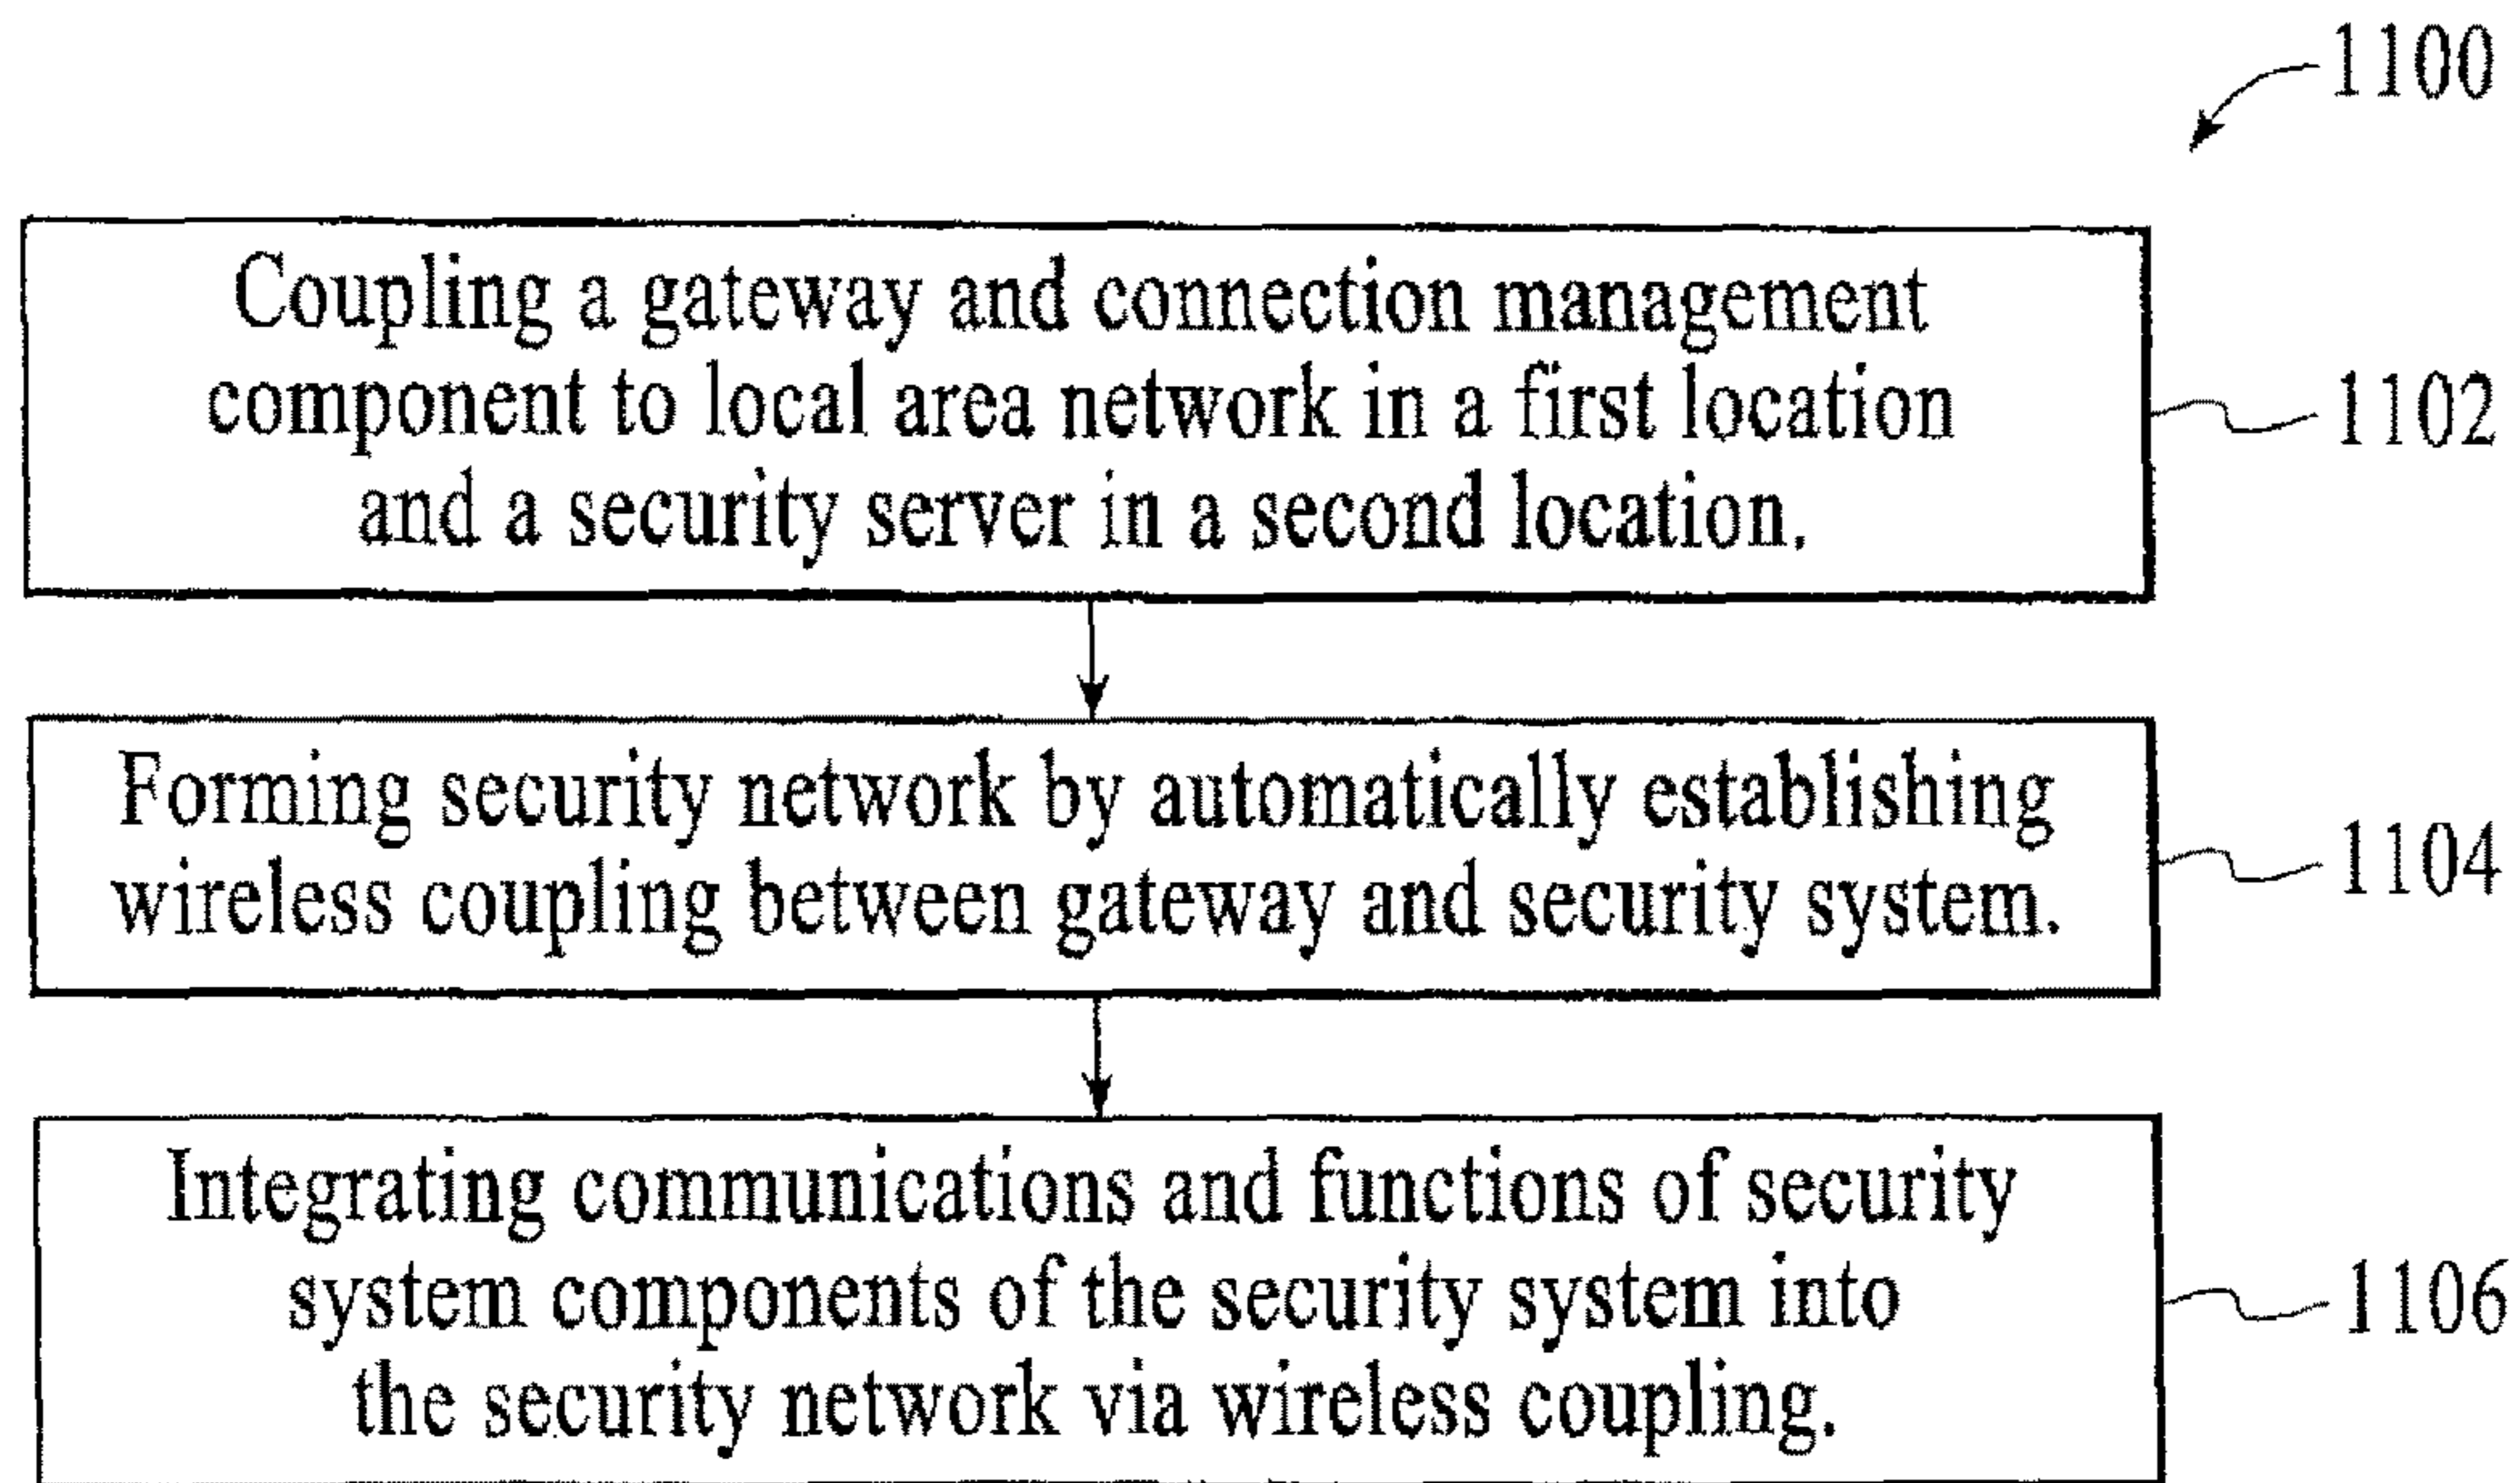 1100
Coupling a gateway and connection management
component to local area network in a first location
and a security server in a second location.
1102
Forming security network by automatically establishing
wireless coupling between gateway and security system.
1104
Integrating communications and functions of security
system components of the security system into
the security network via wireless coupling.
1106